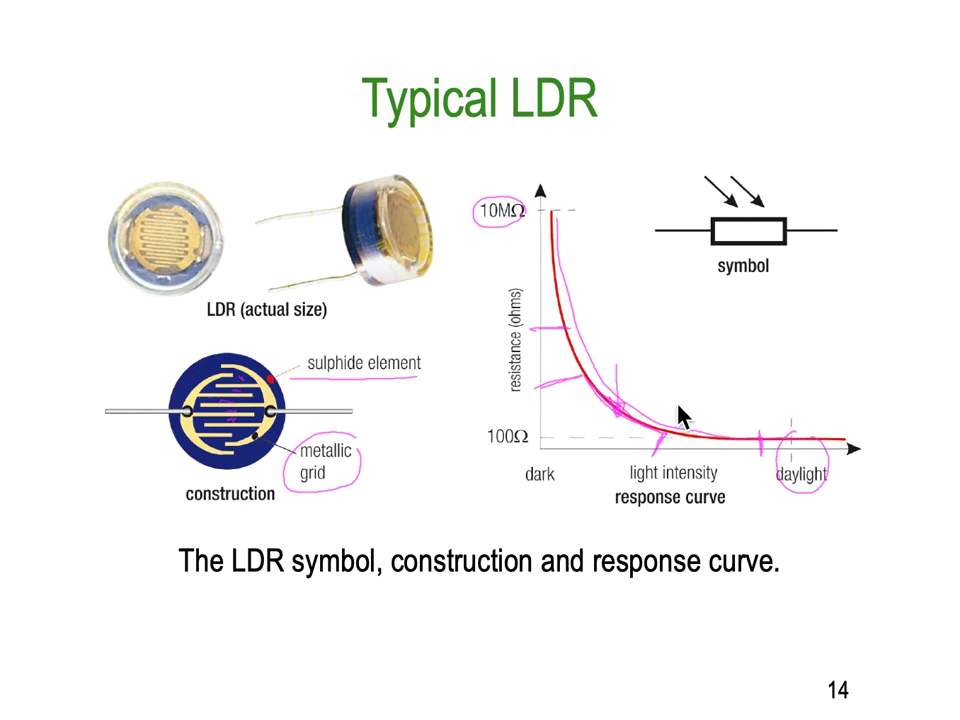 Typical LDR
LDR (actual size)
sulphide element
metallic
grid
construction
10MΩ
resistance (ohms)
100Ω
dark
light intensity
daylight
response curve
symbol
The LDR symbol, construction and response curve.
14